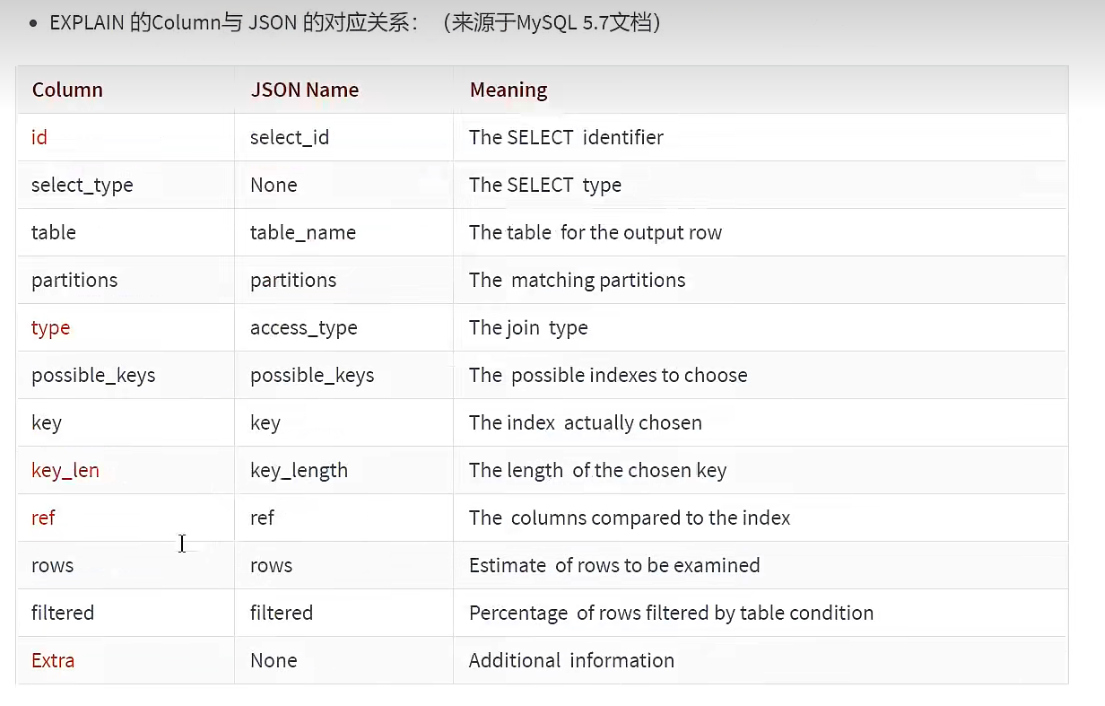 • EXPLAIN 的Column与 JSON 的对应关系：（来源于MySQL 5.7文档）
Column JSON Name Meaning
id select_id The SELECT identifier
select_type None The SELECT type
table table_name The table for the output row
partitions partitions The matching partitions
type access_type The join type
possible_keys possible_keys The possible indexes to choose
key key The index actually chosen
key_len key_length The length of the chosen key
ref ref The columns compared to the index
rows rows Estimate of rows to be examined
filtered filtered Percentage of rows filtered by table condition
Extra None Additional information